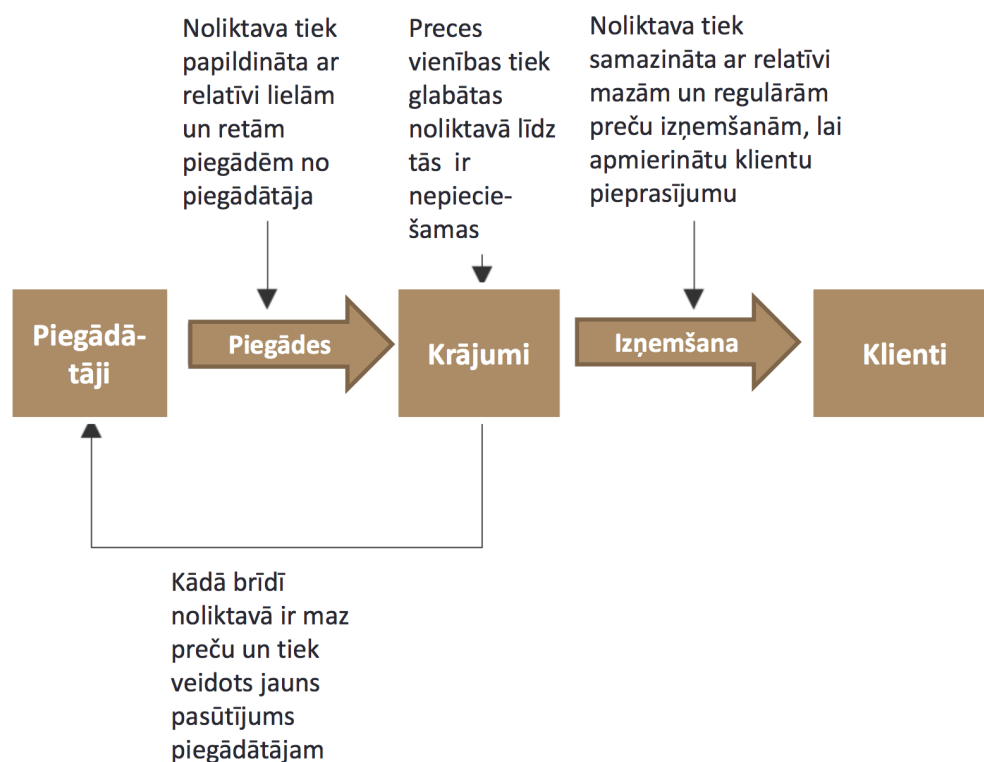 Noliktava tiek
papildināta ar
relatīvi lielām
un retām
piegādēm no
piegādātāja
Preces
vienības tiek
glabātas
noliktavā līdz
tās ir
nepiecie-
šamas
Noliktava tiek
samazināta ar relatīvi
mazām un regulārām
preču izņemšanām, lai
apmierinātu klientu
pieprasījumu
Piegādā-
tāji
Piegādes
Krājumi
Izņemšana
Klienti
Kādā brīdī
noliktavā ir maz
preču un tiek
veidots jauns
pasūtījums
piegādātājam